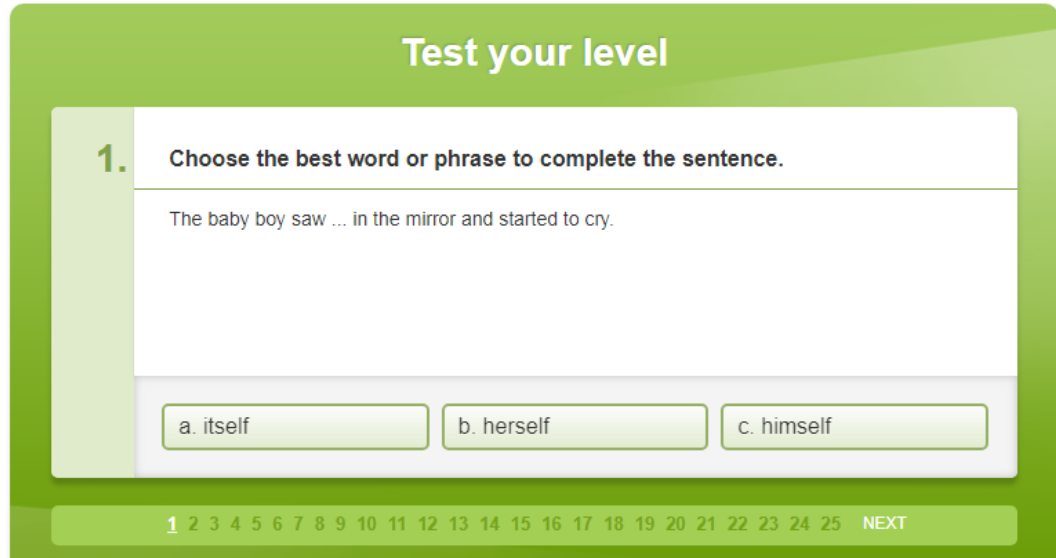 Test your level
1. Choose the best word or phrase to complete the sentence.
The baby boy saw ... in the mirror and started to cry.
a. itself b. herself c. himself
1 2 3 4 5 6 7 8 9 10 11 12 13 14 15 16 17 18 19 20 21 22 23 24 25 NEXT